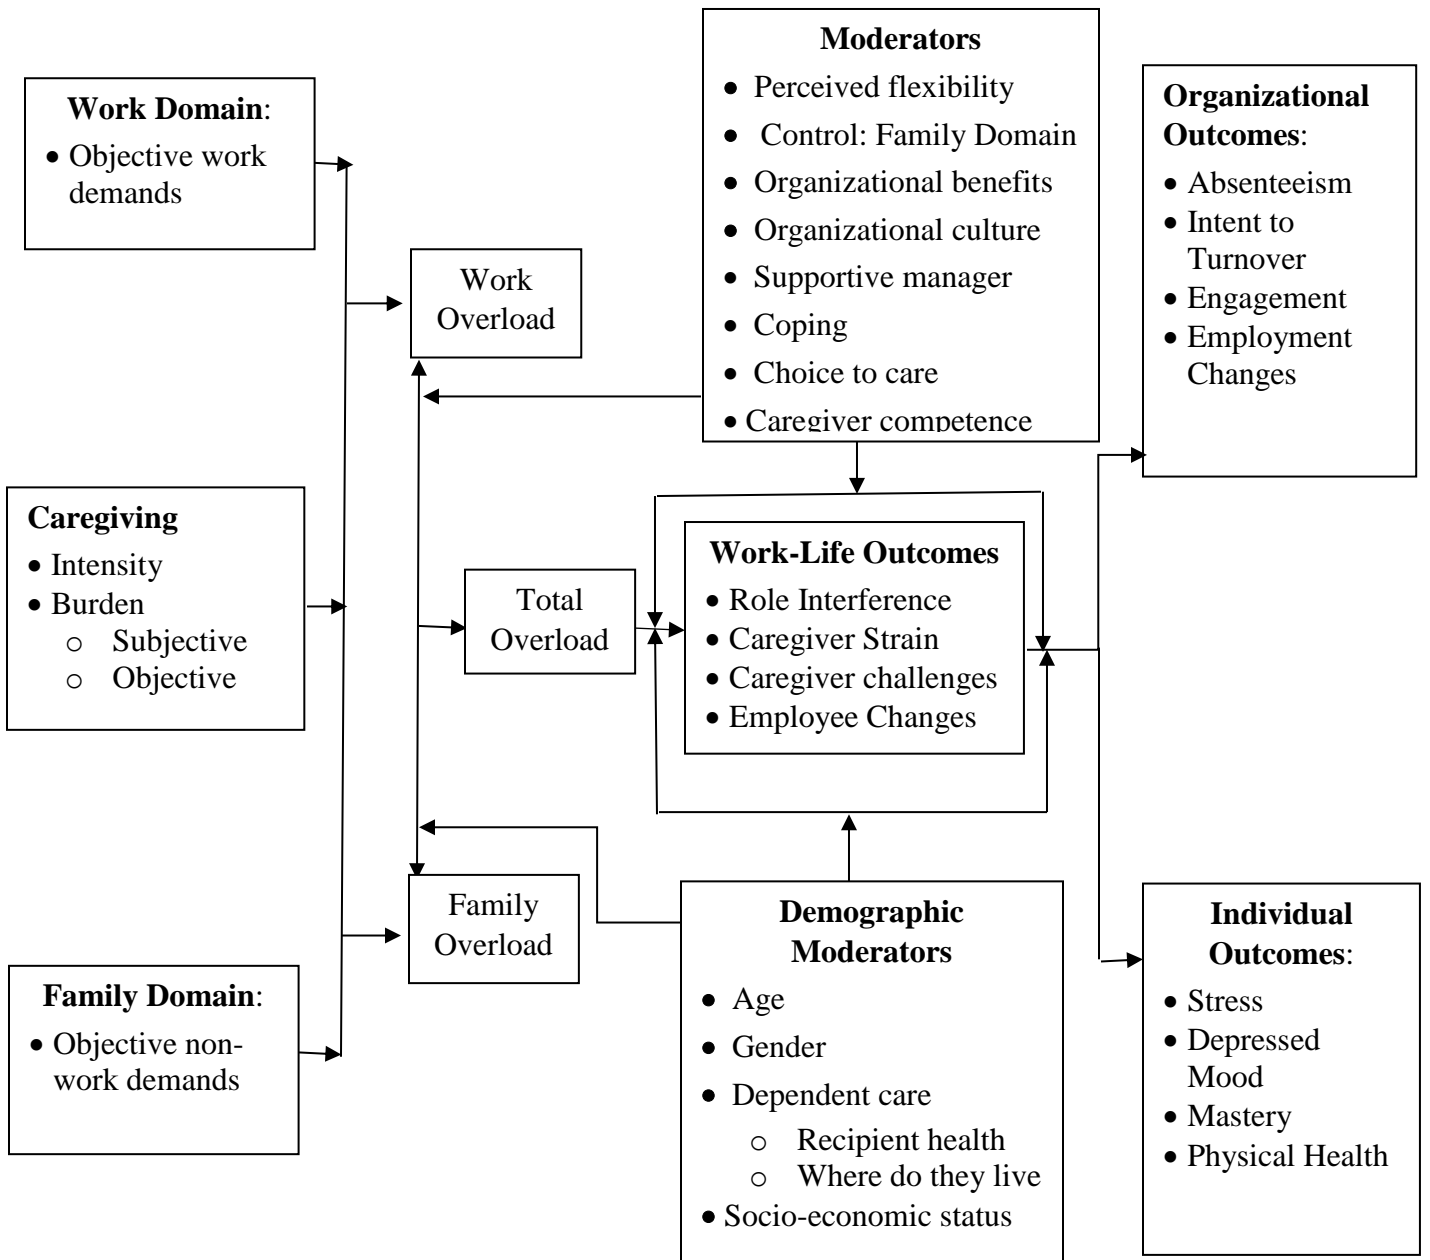 Work Domain:
• Objective work
demands
Caregiving
• Intensity
• Burden
o Subjective
o Objective
Family Domain:
• Objective non-
work demands
Work
Overload
Total
Overload
Family
Overload
Moderators
• Perceived flexibility
• Control: Family Domain
• Organizational benefits
• Organizational culture
• Supportive manager
• Coping
• Choice to care
• Caregiver competence
Work-Life Outcomes
• Role Interference
• Caregiver Strain
• Caregiver challenges
• Employee Changes
Demographic
Moderators
• Age
• Gender
• Dependent care
o Recipient health
o Where do they live
• Socio-economic status
Organizational
Outcomes:
• Absenteeism
• Intent to
Turnover
• Engagement
• Employment
Changes
Individual
Outcomes:
• Stress
• Depressed
Mood
• Mastery
• Physical Health